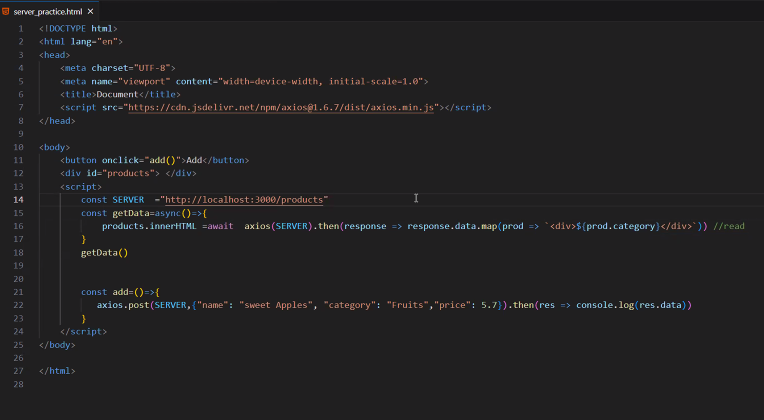 server_practice.html
1 <!DOCTYPE html>
2 <html lang="en">
3 <head>
4 <meta charset="UTF-8">
5 <meta name="viewport" content="width=device-width, initial-scale=1.0">
6 <title>Document</title>
7 <script src="https://cdn.jsdelivr.net/npm/axios@1.6.7/dist/axios.min.js"></script>
8 </head>
9
10 <body>
11 <button onclick="add()">Add</button>
12 <div id="products"> </div>
13 <script>
14 const SERVER  ="http://localhost:3000/products"
15 const getData=async()=>{
16 products.innerHTML =await  axios(SERVER).then(response => response.data.map(prod => `<div>${prod.category}</div>`)) //read
17 }
18 getData()
19
20
21 const add=()=>{
22 axios.post(SERVER,{"name": "sweet Apples", "category": "Fruits","price": 5.7}).then(res => console.log(res.data))
23 }
24 </script>
25 </body>
26
27 </html>
28